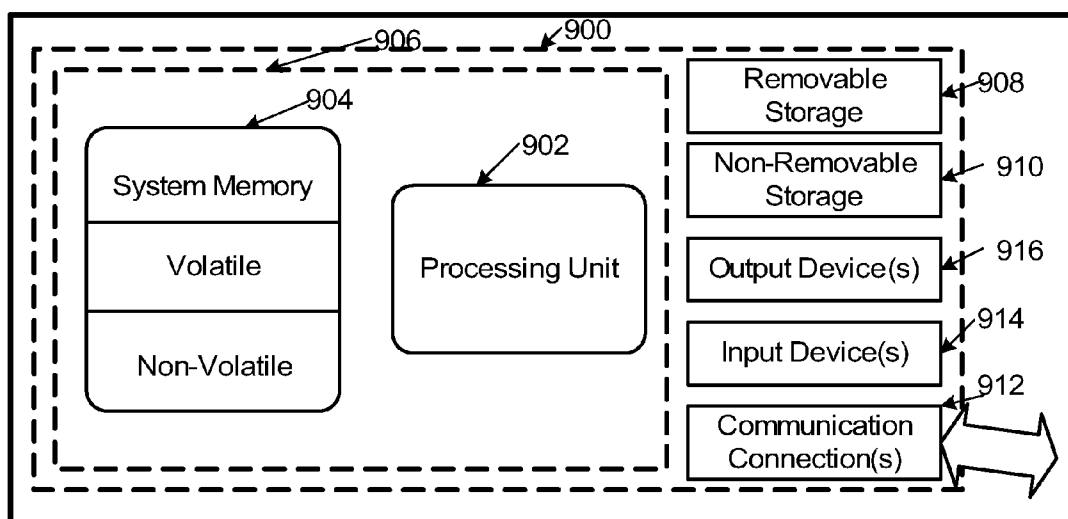 906
900
904
System Memory
Volatile
Non-Volatile
902
Processing Unit
Removable
Storage
908
Non-Removable
Storage
910
Output Device(s)
916
Input Device(s)
914
Communication
Connection(s)
912